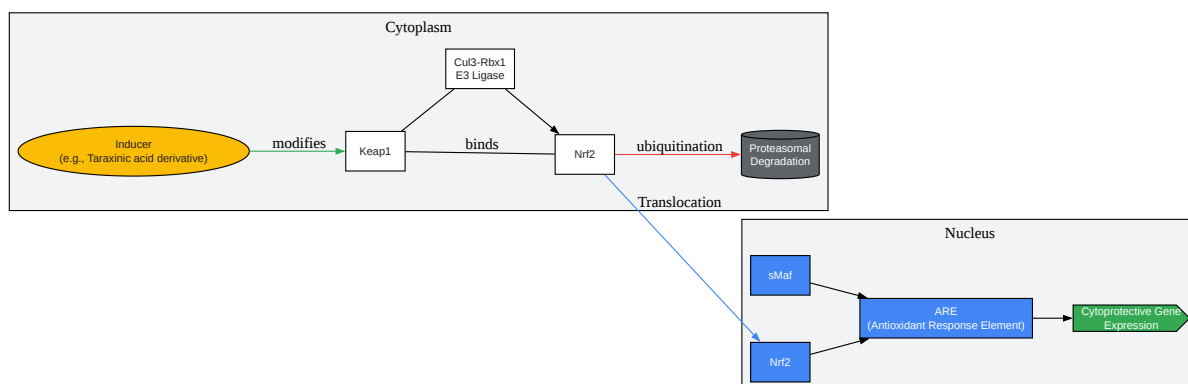 Cytoplasm
Cul3-Rbx1
E3 Ligase
Inducer
(e.g., Taraxinic acid derivative)
modifies
Keap1
binds
Nrf2
ubiquitination
Proteasomal
Degradation
Translocation
Nucleus
sMaf
ARE
(Antioxidant Response Element)
Cytoprotective Gene
Expression
Nrf2